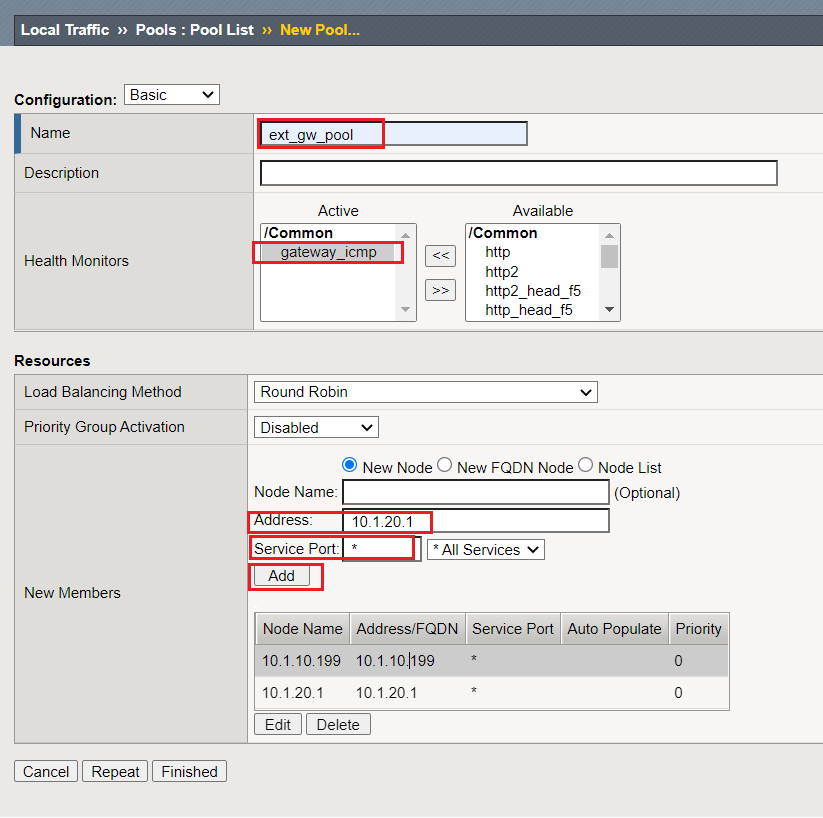 Local Traffic ›› Pools : Pool List ›› New Pool...
Configuration: Basic
Name ext_gw_pool
Description
Active Available
/Common /Common
gateway_icmp << http
http2
Health Monitors
>> http2_head_f5
http_head_f5
Resources
Load Balancing Method Round Robin
Priority Group Activation Disabled
New Node New FQDN Node Node List
Node Name: (Optional)
Address: 10.1.20.1
Service Port: * * All Services
Add
New Members
Node Name Address/FQDN Service Port Auto Populate Priority
10.1.10.199 10.1.10.199 * 0
10.1.20.1 10.1.20.1 * 0
Edit Delete
Cancel Repeat Finished